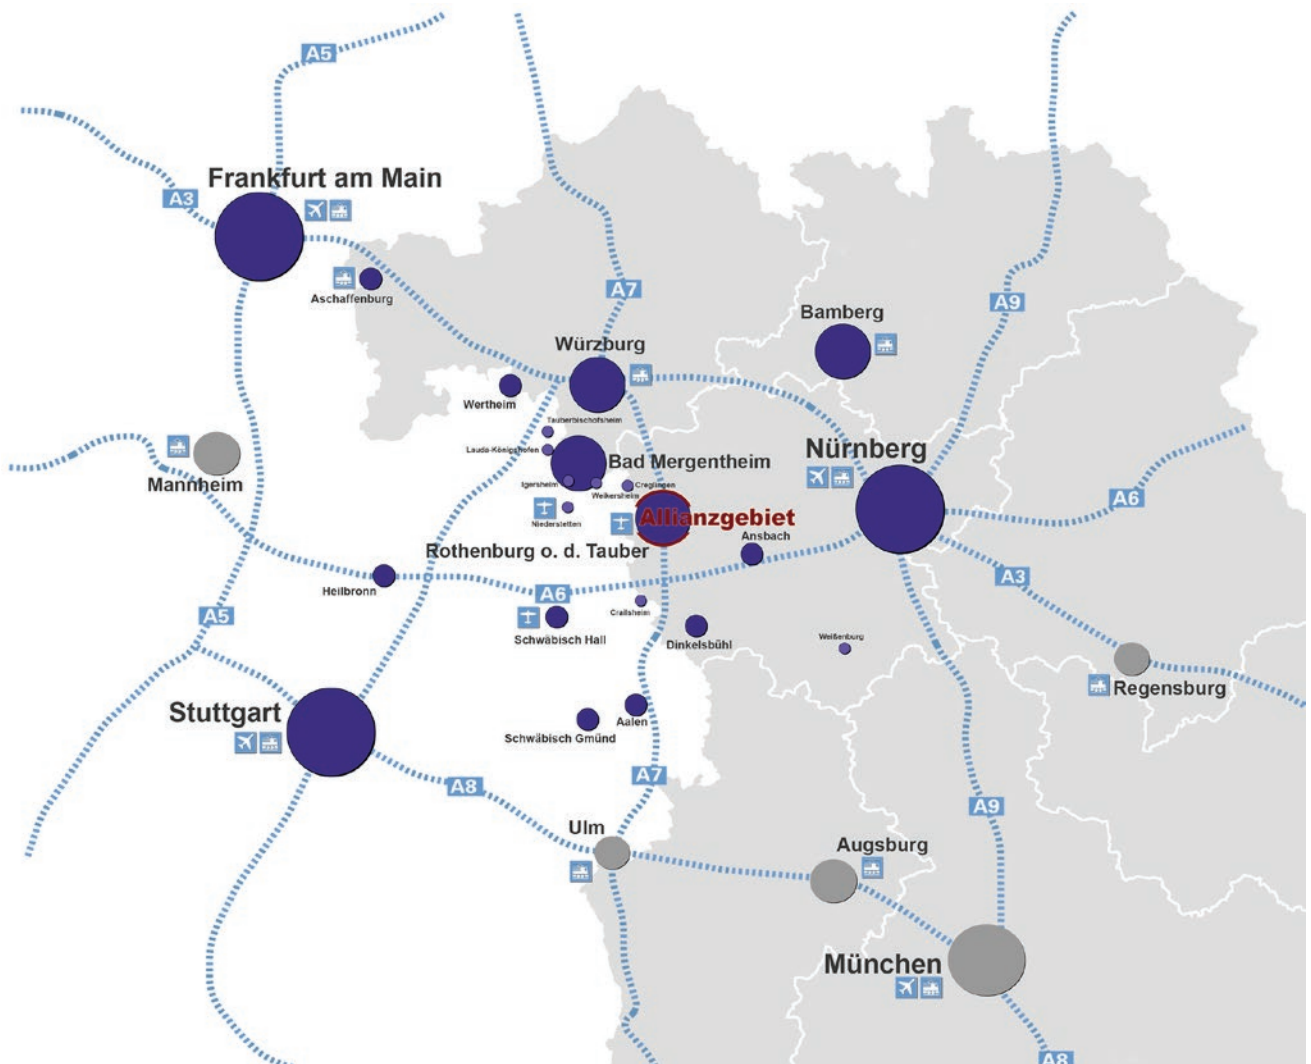 A5
Frankfurt am Main
A3
Aschaffenburg
A7
A9
Bamberg
Würzburg
Wertheim
Tauberbischofsheim
Lauda-Königshofen
Bad Mergentheim
Nürnberg
Mannheim
Igersheim
Weikersheim
Creglingen
Niederstetten
Allianzgebiet
A6
Ansbach
Rothenburg o. d. Tauber
A3
Heilbronn
A6
Crailsheim
A5
Schwäbisch Hall
Dinkelsbühl
Weißenburg
Regensburg
Stuttgart
Aalen
Schwäbisch Gmünd
A7
A8
A9
Ulm
Augsburg
München
A8